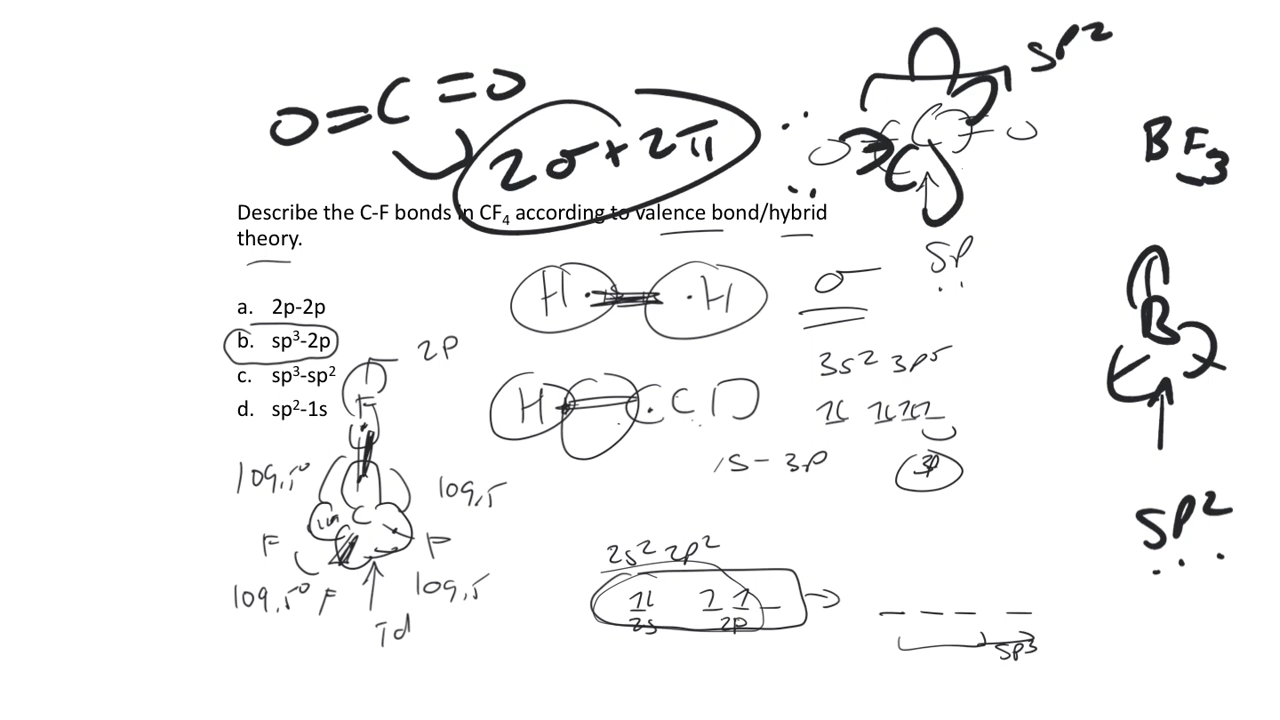 O=C=O
2σ+2π
SP²
O C O
SP
BF₃
Describe the C-F bonds in CF₄ according to valence bond/hybrid
theory.
H · · H
σ
a. 2p-2p
b. sp³-2p
c. sp³-sp²
d. sp²-1s
2P
F
H · Cl
3s² 3p⁵
1S - 3P
3P
B
SP²
109,5°
109,5
C
F
F
109,5°
F
109,5
Td
2s² 2p²
2s
2p
SP³